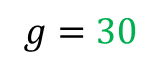 g = 30